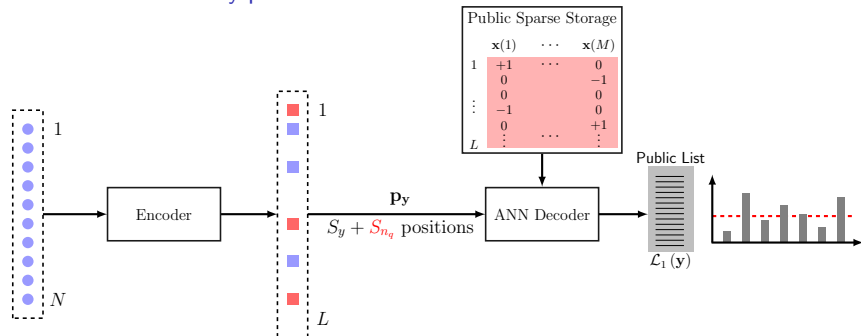 Public Sparse Storage
x(1) ··· x(M)
1 +1 ··· 0
0 −1
0 0
⋮ −1 0
0 +1
L ⋮ ··· ⋮
1
N
Encoder
1
L
p_y
S_y + S_{n_q} positions
ANN Decoder
Public List
ℒ₁(y)